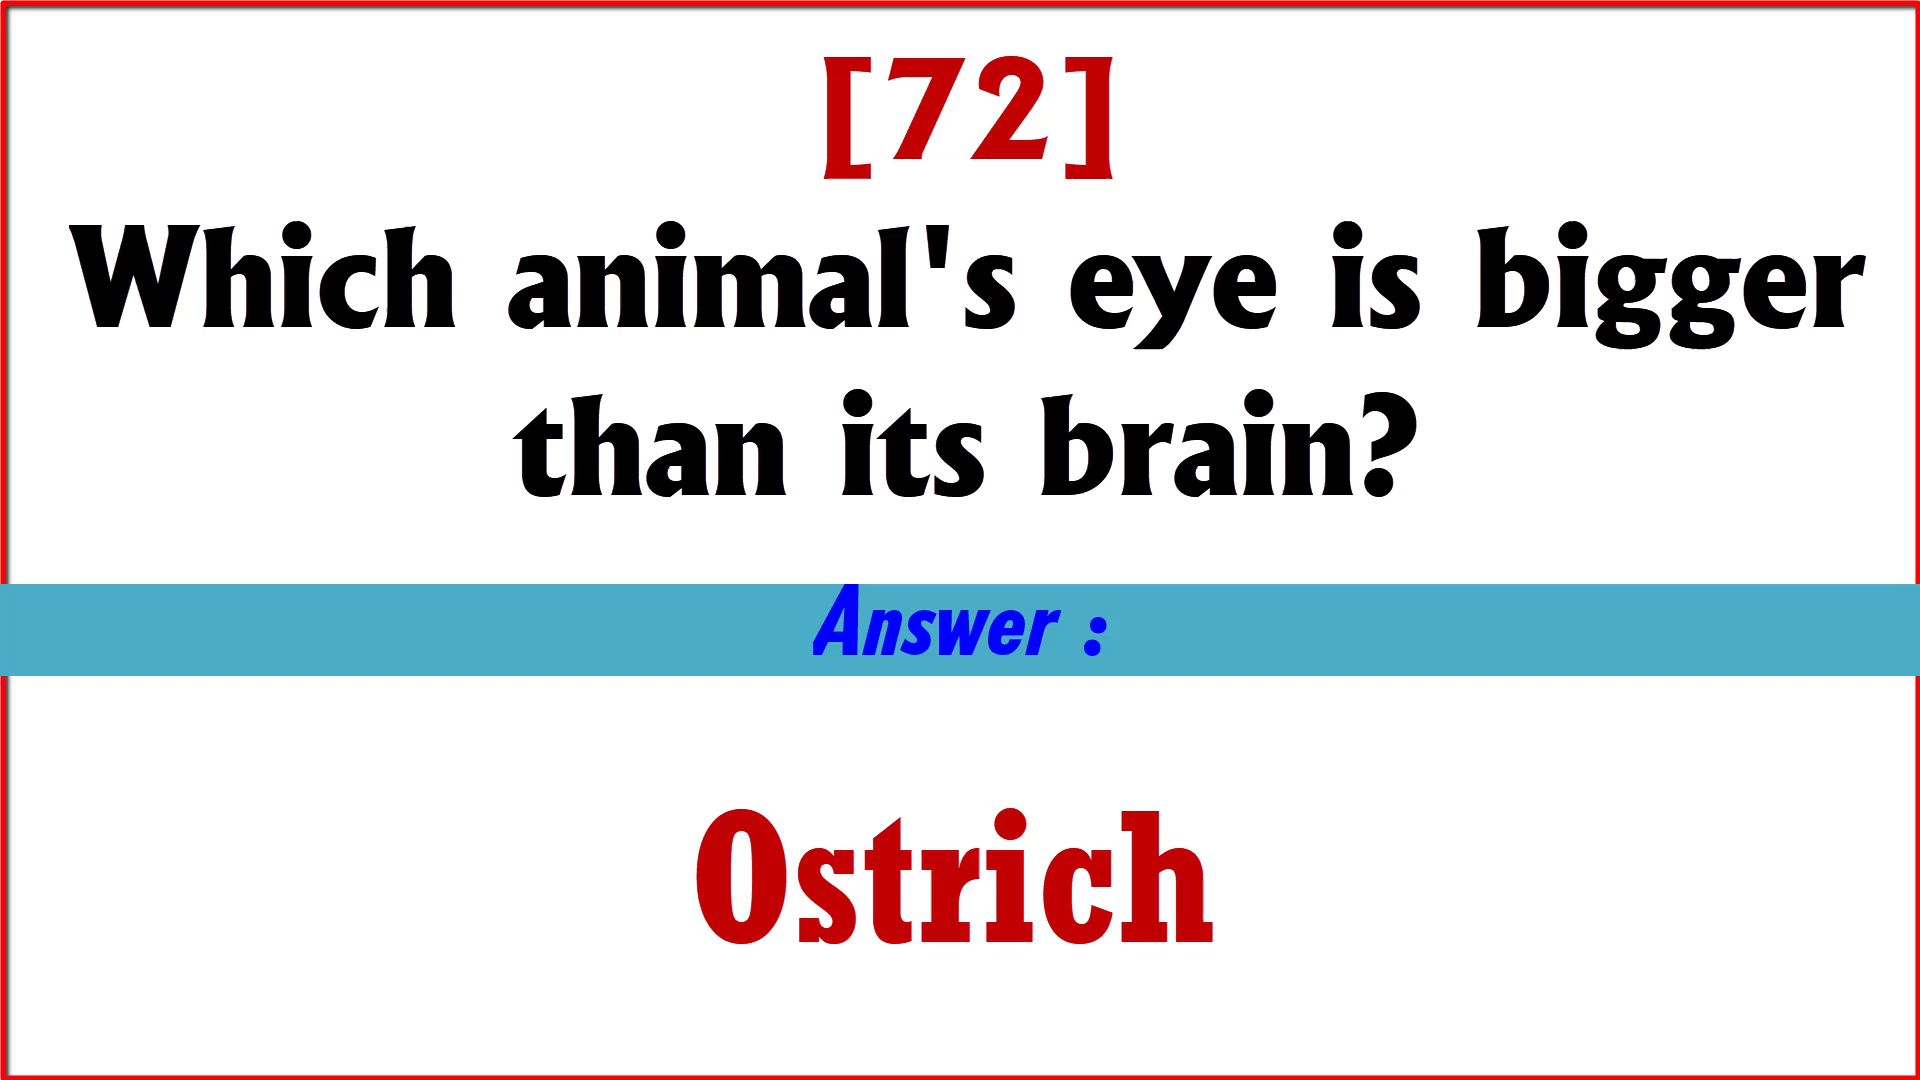 [72]
Which animal's eye is bigger
than its brain?
Answer :
Ostrich